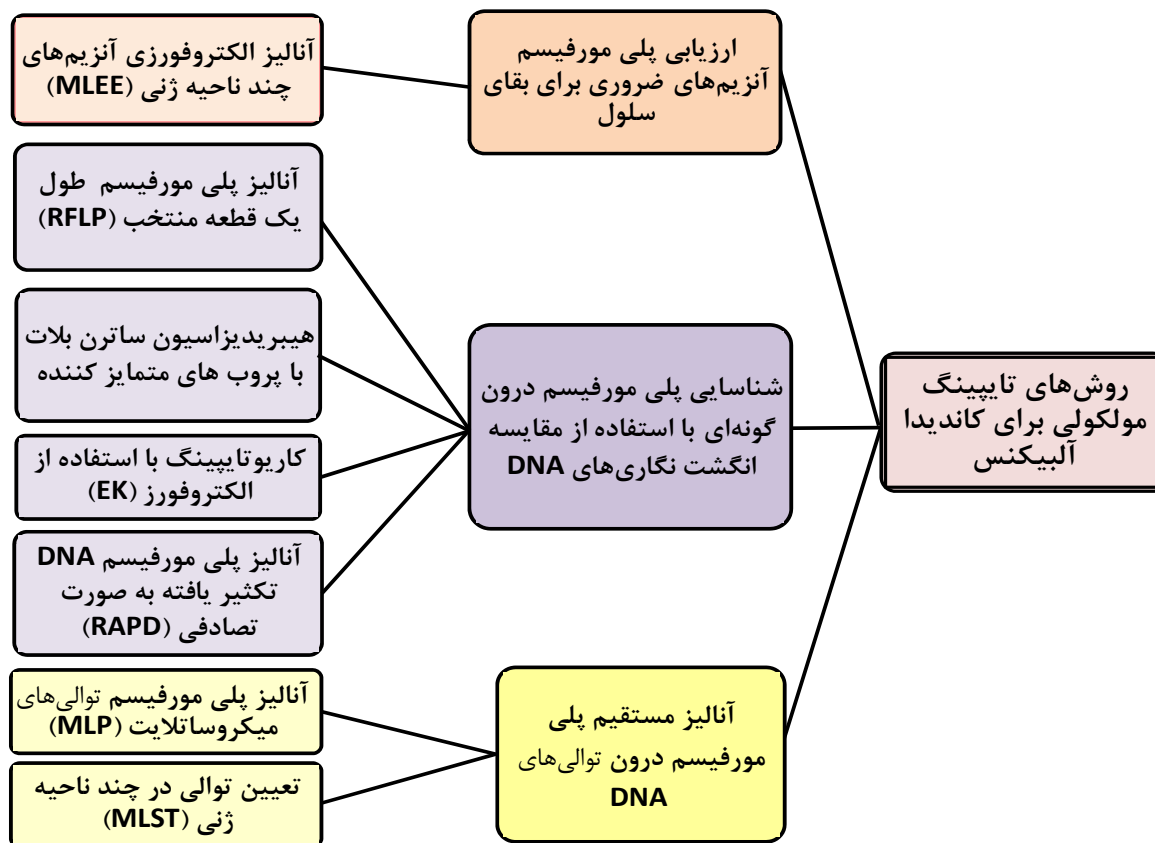 روش‌های تایپینگ
مولکولی برای کاندیدا
آلبیکنس
ارزیابی پلی مورفیسم
آنزیم‌های ضروری برای بقای
سلول
آنالیز الکتروفورزی آنزیم‌های
چند ناحیه ژنی (MLEE)
شناسایی پلی مورفیسم درون
گونه‌ای با استفاده از مقایسه
انگشت نگاری‌های DNA
آنالیز پلی مورفیسم طول
یک قطعه منتخب (RFLP)
هیبریدیزاسیون ساترن بلات
با پروب های متمایز کننده
کاریوتایپینگ با استفاده از
الکتروفورز (EK)
آنالیز پلی مورفیسم DNA
تکثیر یافته به صورت
تصادفی (RAPD)
آنالیز مستقیم پلی
مورفیسم درون توالی‌های
DNA
آنالیز پلی مورفیسم توالی‌های
میکروساتلایت (MLP)
تعیین توالی در چند ناحیه
ژنی (MLST)